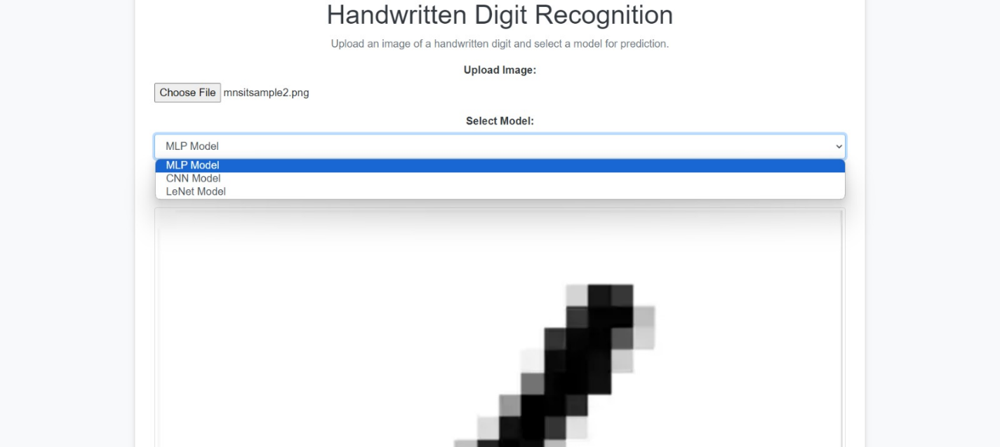 Handwritten Digit Recognition
Upload an image of a handwritten digit and select a model for prediction.
Upload Image:
Choose File mnsitsample2.png
Select Model:
MLP Model
MLP Model
CNN Model
LeNet Model